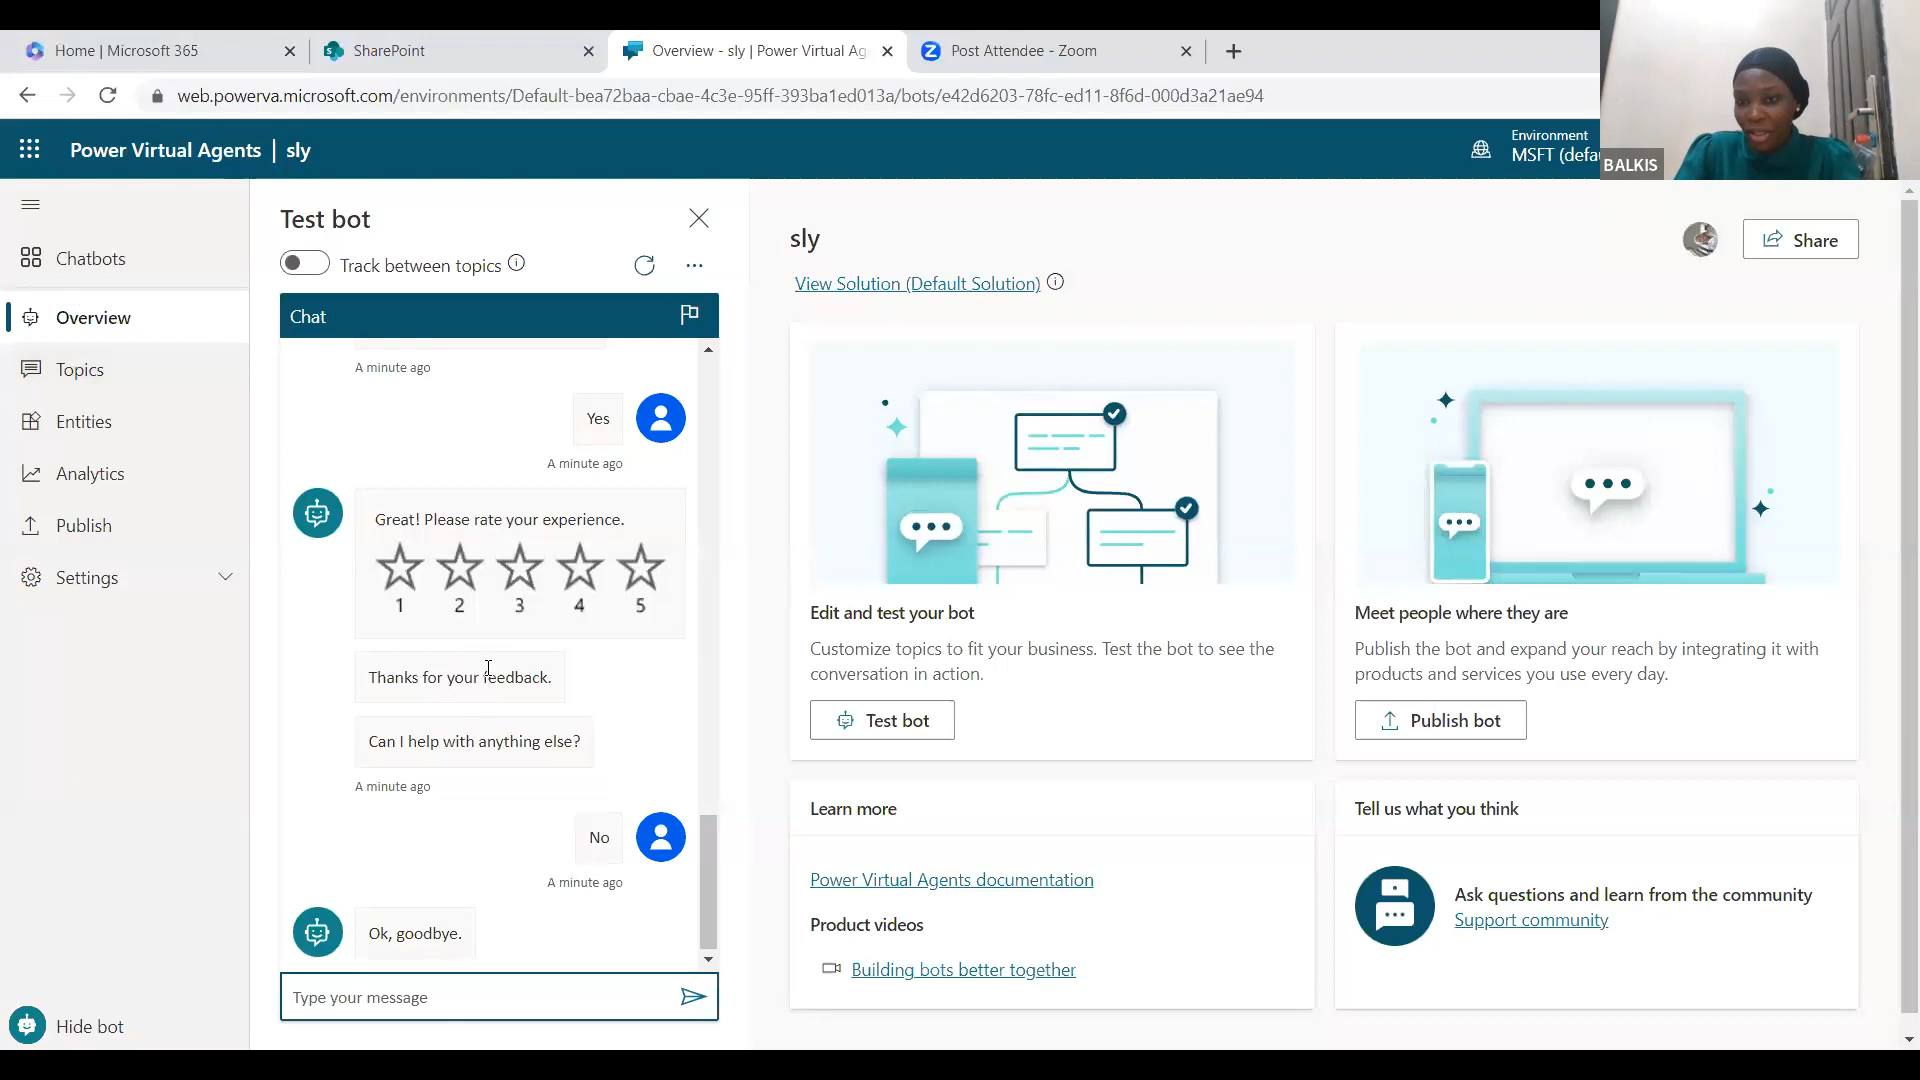 Home | Microsoft 365
SharePoint
Overview - sly | Power Virtual Ag
Post Attendee - Zoom
web.powerva.microsoft.com/environments/Default-bea72baa-cbae-4c3e-95ff-393ba1ed013a/bots/e42d6203-78fc-ed11-8f6d-000d3a21ae94
Power Virtual Agents | sly
Environment
MSFT (defa
BALKIS
Chatbots
Overview
Topics
Entities
Analytics
Publish
Settings
Hide bot
Test bot
Track between topics
Chat
A minute ago
Yes
A minute ago
Great! Please rate your experience.
1 2 3 4 5
Thanks for your feedback.
Can I help with anything else?
A minute ago
No
A minute ago
Ok, goodbye.
Type your message
sly
Share
View Solution (Default Solution)
Edit and test your bot
Customize topics to fit your business. Test the bot to see the
conversation in action.
Test bot
Meet people where they are
Publish the bot and expand your reach by integrating it with
products and services you use every day.
Publish bot
Learn more
Power Virtual Agents documentation
Product videos
Building bots better together
Tell us what you think
Ask questions and learn from the community
Support community